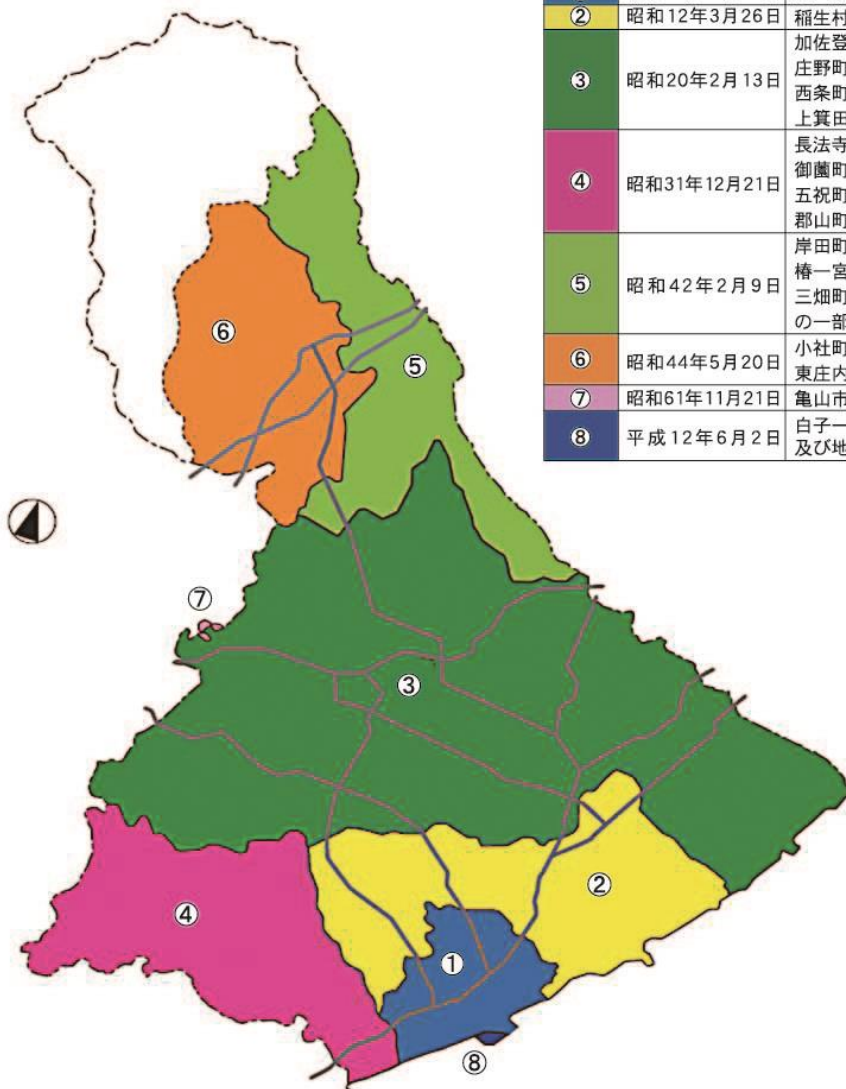 ② 昭和12年3月26日 稲生村
③ 昭和20年2月13日 加佐登
庄野町
西条町
上箕田
④ 昭和31年12月21日 長法寺
御薗町
五祝町
郡山町
⑤ 昭和42年2月9日 岸田町
椿一宮
三畑町
の一部
⑥ 昭和44年5月20日 小社町
東庄内
⑦ 昭和61年11月21日 亀山市
⑧ 平成12年6月2日 白子一
及び地
⑥
⑤
⑦
③
②
④
①
⑧